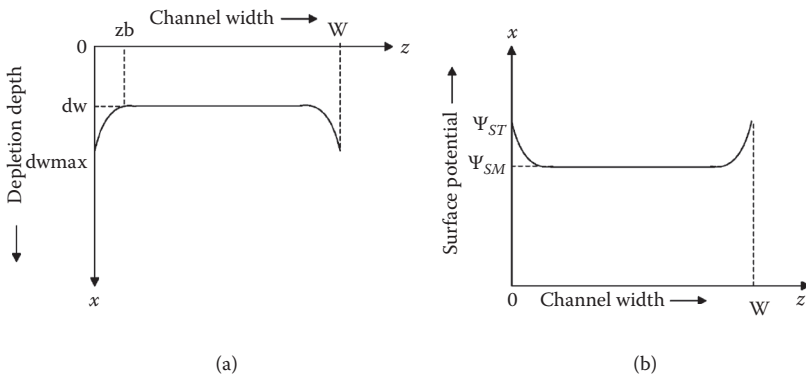 Channel width
zb
W
0
z
dw
dwmax
Depletion depth
x
(a)
x
Surface potential
Ψ_ST
Ψ_SM
0
Channel width
W
z
(b)